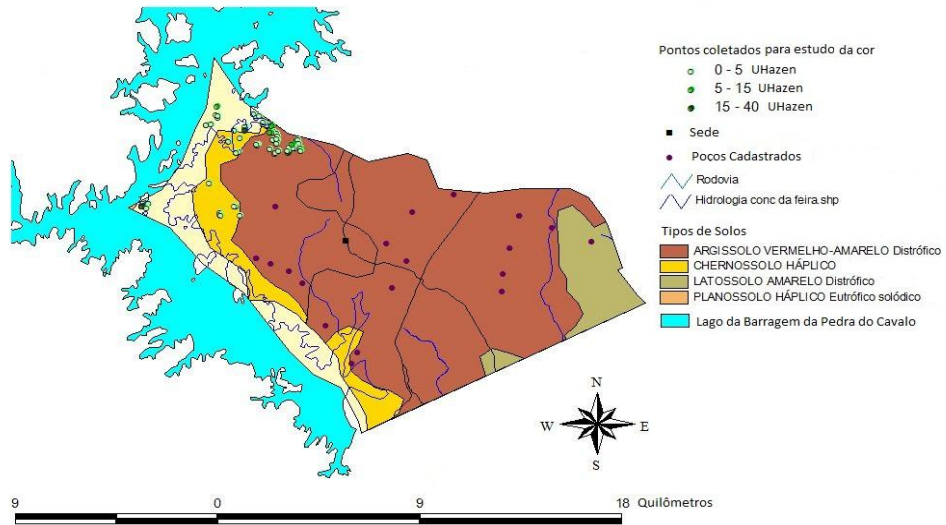 Pontos coletados para estudo da cor
0 - 5 UHazen
5 - 15 UHazen
15 - 40 UHazen
Sede
Pocos Cadastrados
Rodovia
Hidrologia conc da feira.shp
Tipos de Solos
ARGISSOLO VERMELHO-AMARELO Distrófico
CHERNOSSOLO HÁPLICO
LATOSSOLO AMARELO Distrófico
PLANOSSOLO HÁPLICO Eutrófico solódico
Lago da Barragem da Pedra do Cavalo
N
W E
S
9 0 9 18 Quilômetros